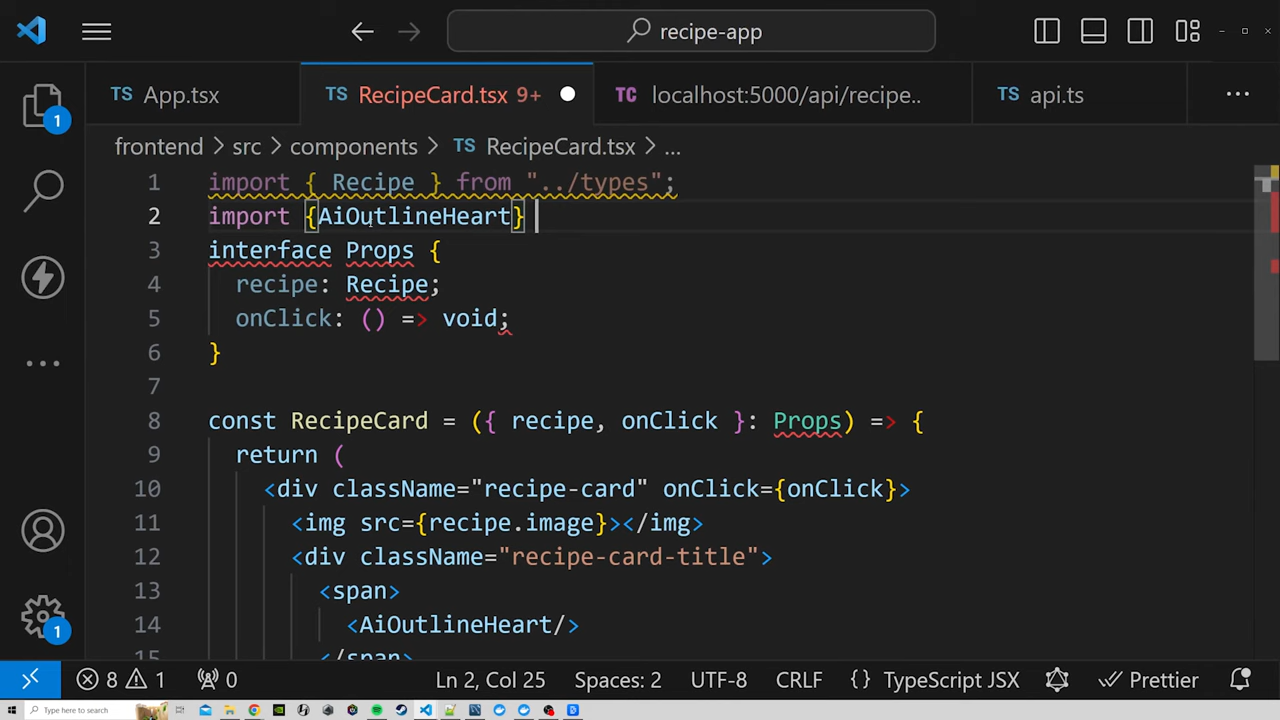 recipe-app
TS App.tsx
TS RecipeCard.tsx 9+
TC localhost:5000/api/recipe..
TS api.ts
1
frontend > src > components > TS RecipeCard.tsx > ...
1 import { Recipe } from "../types";
2 import {AiOutlineHeart}
3 interface Props {
4 recipe: Recipe;
5 onClick: () => void;
6 }
7
8 const RecipeCard = ({ recipe, onClick }: Props) => {
9 return (
10 <div className="recipe-card" onClick={onClick}>
11 <img src={recipe.image}></img>
12 <div className="recipe-card-title">
13 <span>
14 <AiOutlineHeart/>
15 </span>
1
8 1 0 Ln 2, Col 25 Spaces: 2 UTF-8 CRLF {} TypeScript JSX Prettier
Type here to search